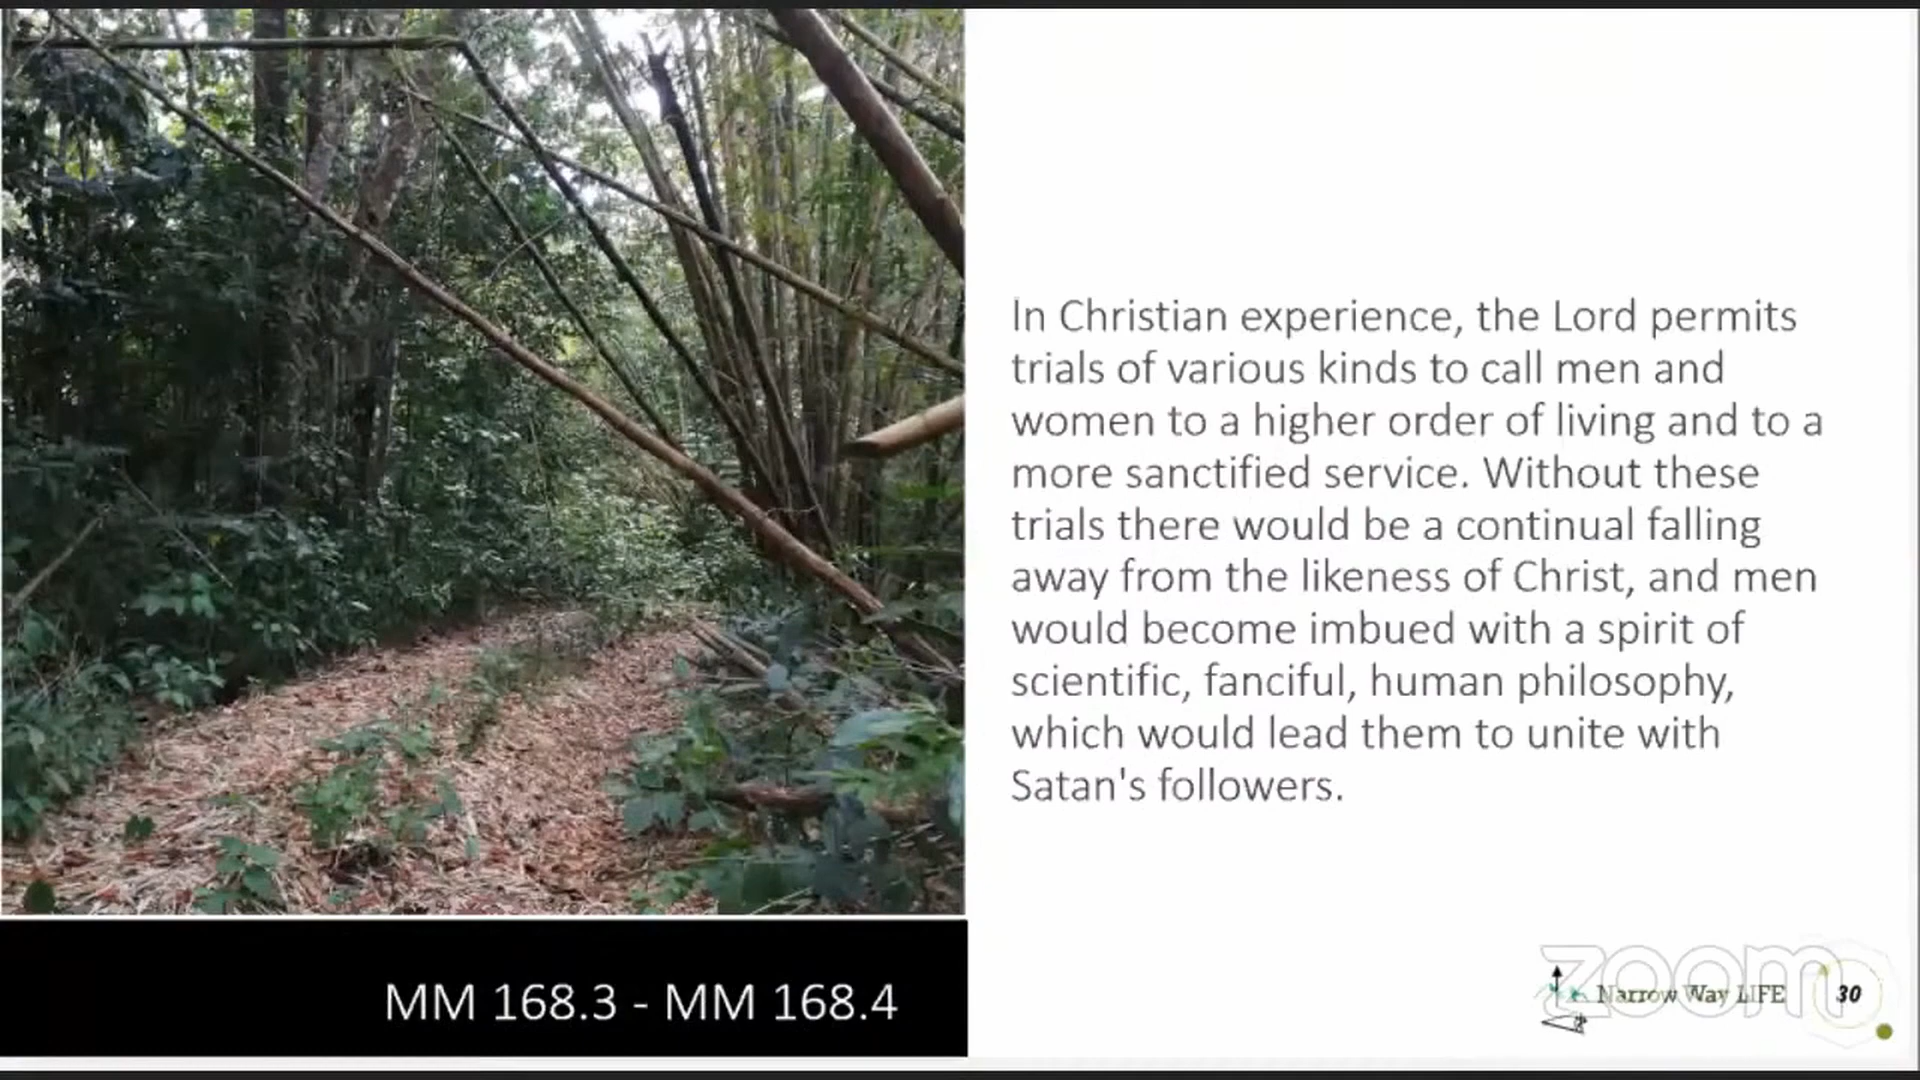 In Christian experience, the Lord permits
trials of various kinds to call men and
women to a higher order of living and to a
more sanctified service. Without these
trials there would be a continual falling
away from the likeness of Christ, and men
would become imbued with a spirit of
scientific, fanciful, human philosophy,
which would lead them to unite with
Satan's followers.
MM 168.3 - MM 168.4
zoom
Narrow Way LIFE
30